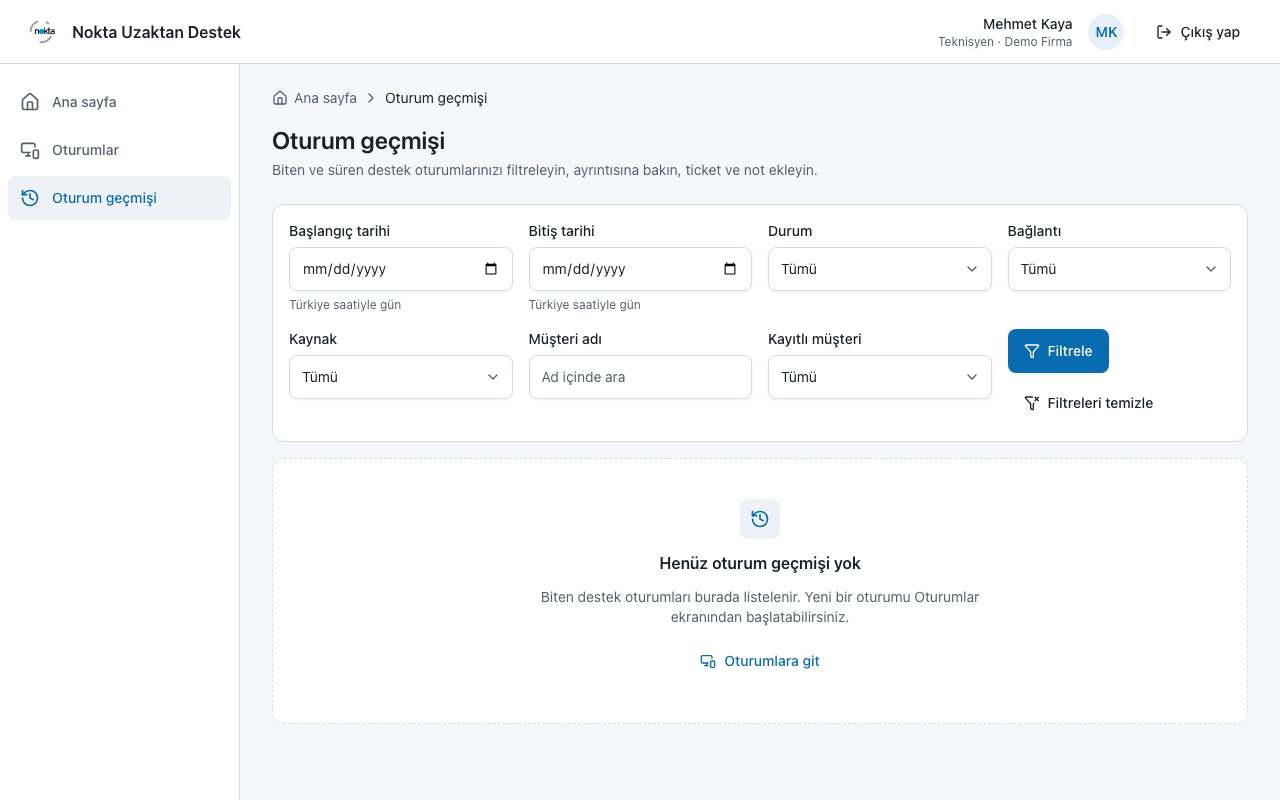 nokta
Nokta Uzaktan Destek
Mehmet Kaya
Teknisyen · Demo Firma
MK
Çıkış yap
Ana sayfa
Oturumlar
Oturum geçmişi
Ana sayfa
Oturum geçmişi
Oturum geçmişi
Biten ve süren destek oturumlarınızı filtreleyin, ayrıntısına bakın, ticket ve not ekleyin.
Başlangıç tarihi
mm/dd/yyyy
Türkiye saatiyle gün
Bitiş tarihi
mm/dd/yyyy
Türkiye saatiyle gün
Durum
Tümü
Bağlantı
Tümü
Kaynak
Tümü
Müşteri adı
Ad içinde ara
Kayıtlı müşteri
Tümü
Filtrele
Filtreleri temizle
Henüz oturum geçmişi yok
Biten destek oturumları burada listelenir. Yeni bir oturumu Oturumlar
ekranından başlatabilirsiniz.
Oturumlara git